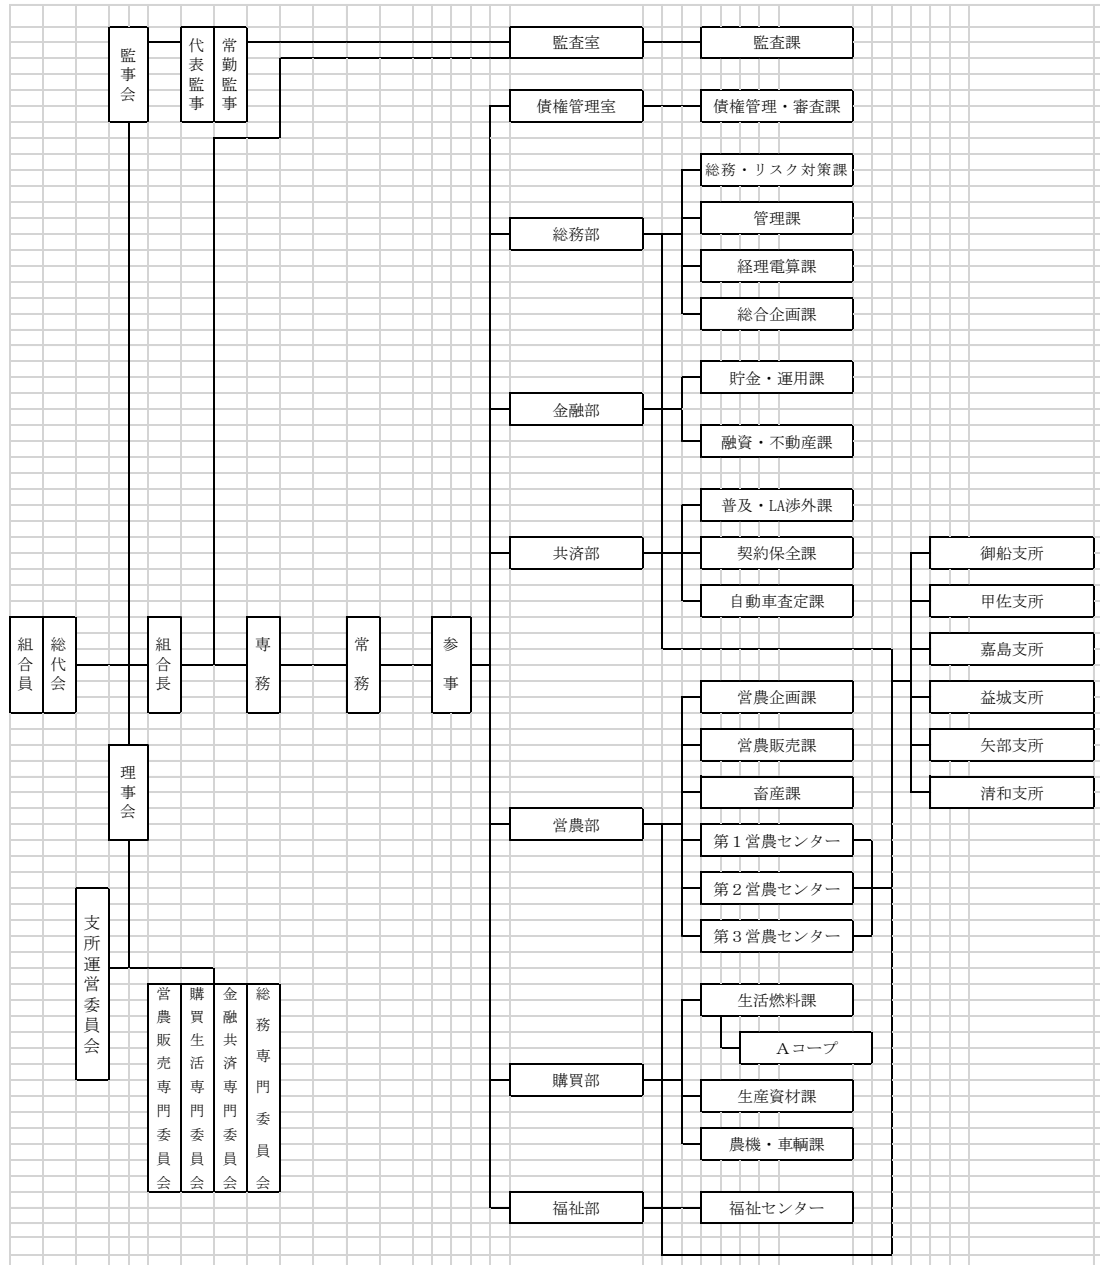 監事会
代表監事
常勤監事
監査室
監査課
債権管理室
債権管理・審査課
総務・リスク対策課
総務部
管理課
経理電算課
総合企画課
貯金・運用課
金融部
融資・不動産課
普及・LA渉外課
共済部
契約保全課
自動車査定課
御船支所
甲佐支所
嘉島支所
益城支所
矢部支所
清和支所
組合員
総代会
組合長
専務
常務
参事
理事会
営農企画課
営農販売課
畜産課
営農部
第１営農センター
第２営農センター
第３営農センター
支所運営委員会
営農販売専門委員会
購買生活専門委員会
金融共済専門委員会
総務専門委員会
生活燃料課
Ａコープ
購買部
生産資材課
農機・車輌課
福祉部
福祉センター